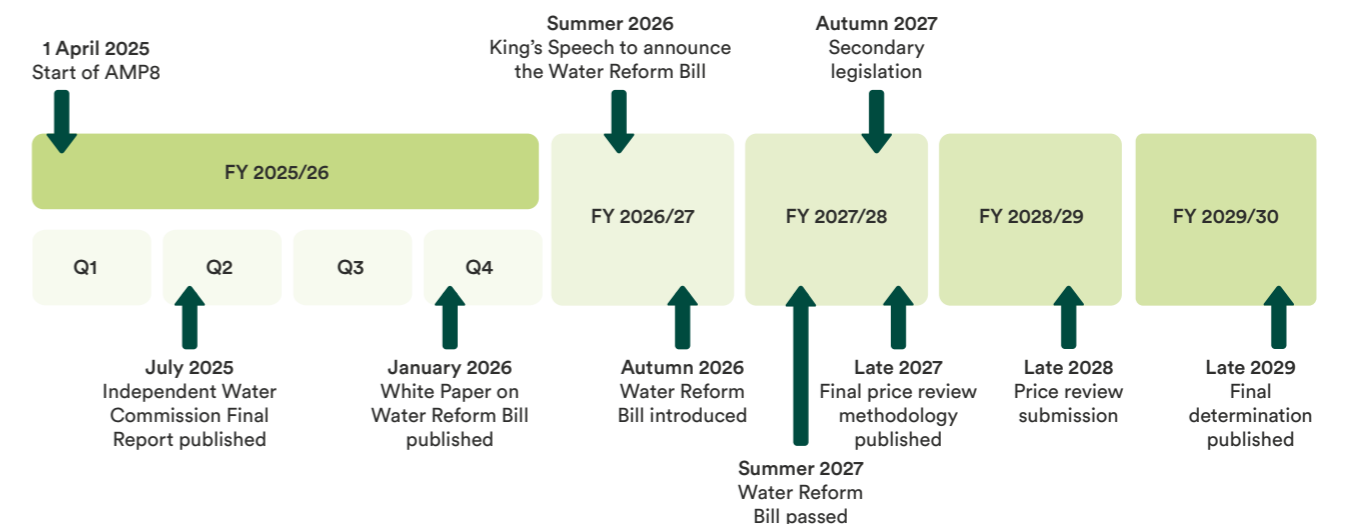 1 April 2025
Start of AMP8
Summer 2026
King’s Speech to announce
the Water Reform Bill
Autumn 2027
Secondary
legislation
FY 2025/26
FY 2026/27
FY 2027/28
FY 2028/29
FY 2029/30
Q1
Q2
Q3
Q4
July 2025
Independent Water
Commission Final
Report published
January 2026
White Paper on
Water Reform Bill
published
Autumn 2026
Water Reform
Bill introduced
Summer 2027
Water Reform
Bill passed
Late 2027
Final price review
methodology
published
Late 2028
Price review
submission
Late 2029
Final
determination
published